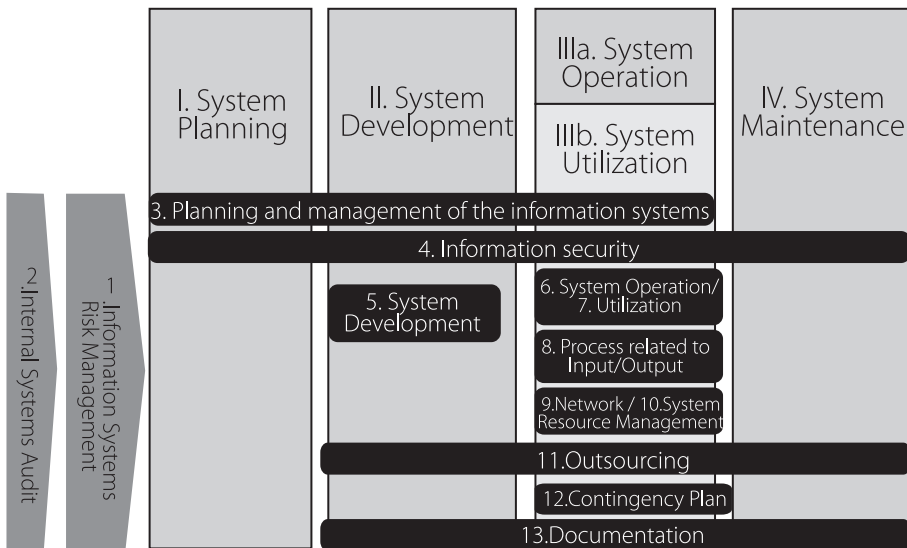 I. System
Planning
II. System
Development
IIIa. System
Operation
IIIb. System
Utilization
IV. System
Maintenance
2.Internal Systems Audit
1.Information Systems
Risk Management
3. Planning and management of the information systems
4. Information security
5. System
Development
6. System Operation/
7. Utilization
8. Process related to
Input/Output
9.Network / 10.System
Resource Management
11.Outsourcing
12.Contingency Plan
13.Documentation